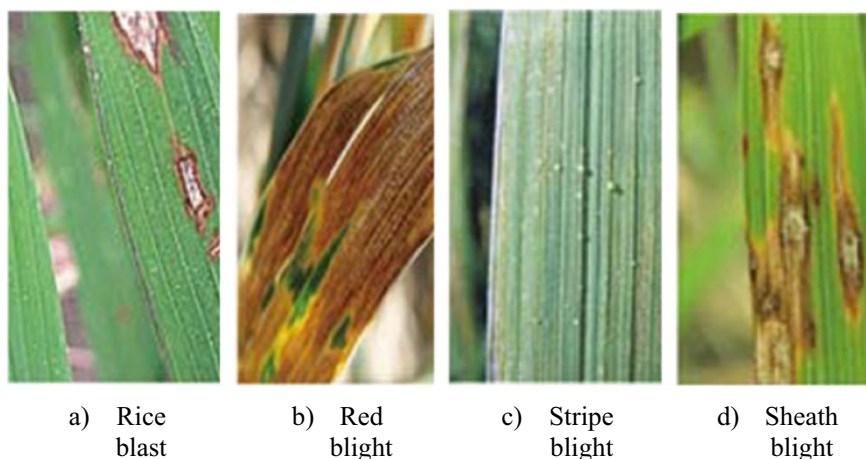 a) Rice blast
b) Red blight
c) Stripe blight
d) Sheath blight